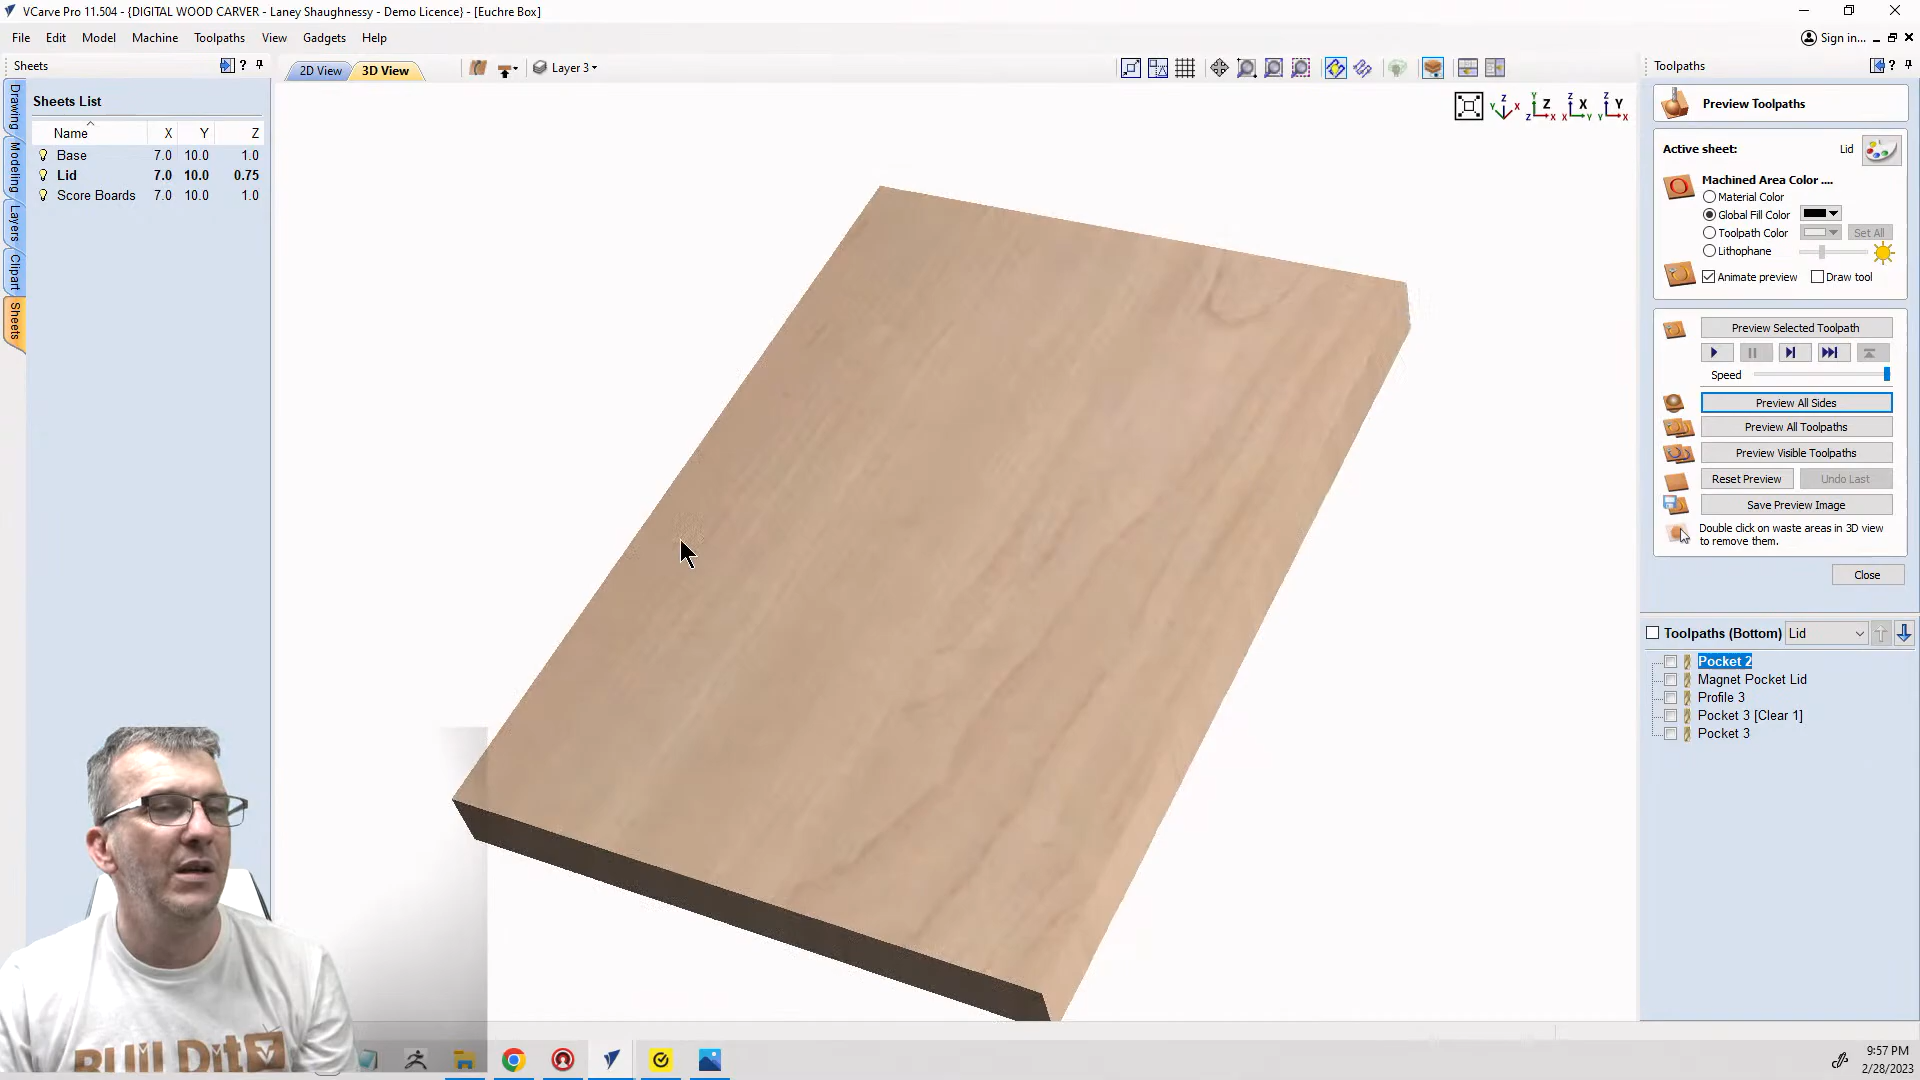 VCarve Pro 11.504 - {DIGITAL WOOD CARVER - Laney Shaughnessy - Demo Licence} - [Euchre Box]
File Edit Model Machine Toolpaths View Gadgets Help
Sign in...
Sheets ?
2D View 3D View Layer 3
Toolpaths ?
Drawing
Modeling
Layers
Clipart
Sheets
Sheets List
Name X Y Z
Base 7.0 10.0 1.0
Lid 7.0 10.0 0.75
Score Boards 7.0 10.0 1.0
Z Y X
Y Z X
Z X Y
Z Y X
Preview Toolpaths
Active sheet: Lid
Machined Area Color ....
Material Color
Global Fill Color
Toolpath Color Set All
Lithophane
Animate preview Draw tool
Preview Selected Toolpath
Speed
Preview All Sides
Preview All Toolpaths
Preview Visible Toolpaths
Reset Preview Undo Last
Save Preview Image
Double click on waste areas in 3D view
to remove them.
Close
Toolpaths (Bottom) Lid
Pocket 2
Magnet Pocket Lid
Profile 3
Pocket 3 [Clear 1]
Pocket 3
BUILDit
9:57 PM
2/28/2023